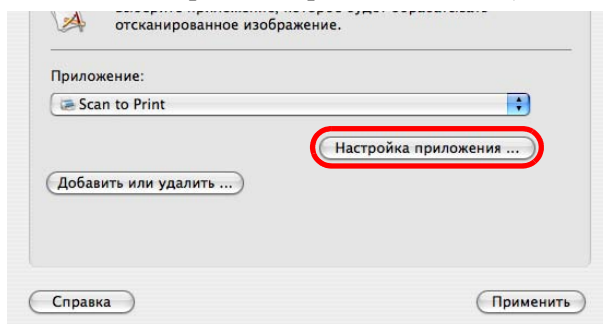 отсканированное изображение.
Приложение:
Scan to Print
Настройка приложения ...
Добавить или удалить ...
Справка
Применить